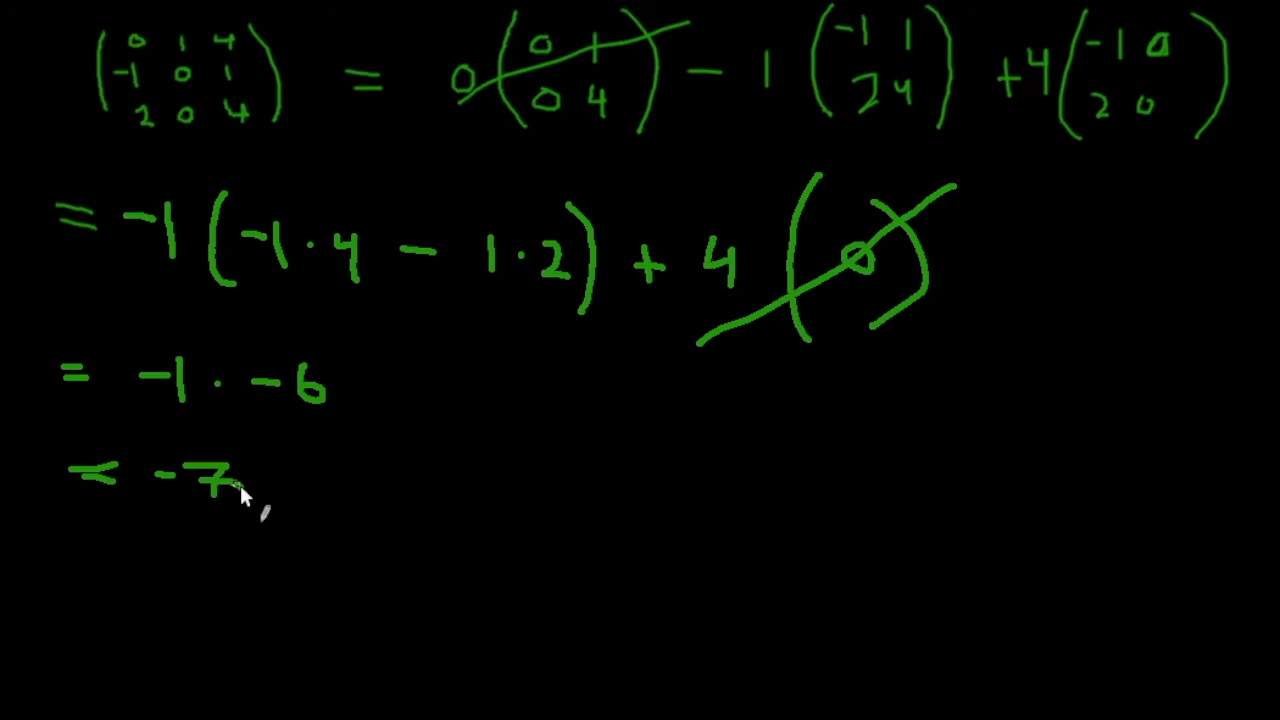 (0 1 4 / -1 0 1 / 2 0 4) = 0 (0 1 / 0 4) - 1 (-1 1 / 2 4) + 4 (-1 0 / 2 0)
= -1 (-1 · 4 - 1 · 2) + 4 (0)
= -1 · -6
= -7